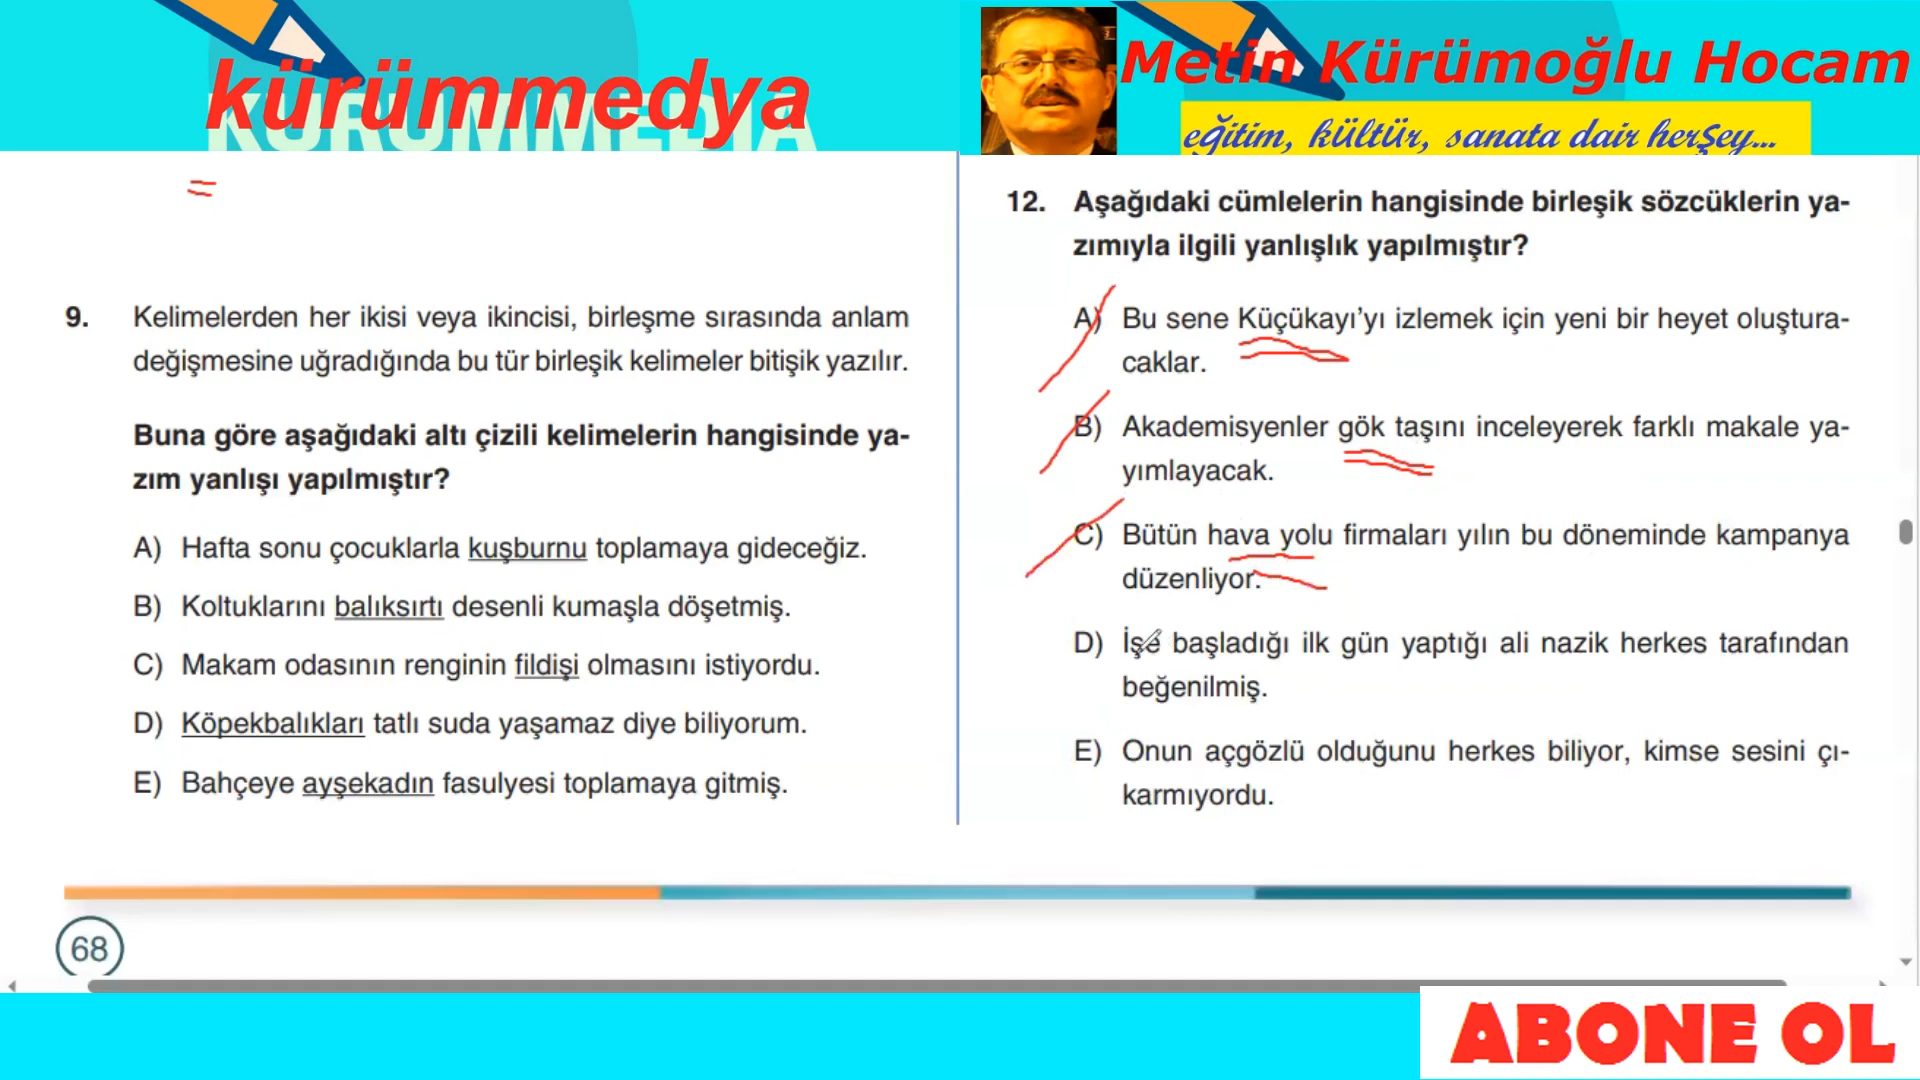 kürümmedya
KÜRÜMMEDIA
Metin Kürümoğlu Hocam
eğitim, kültür, sanata dair herşey...
9. Kelimelerden her ikisi veya ikincisi, birleşme sırasında anlam
değişmesine uğradığında bu tür birleşik kelimeler bitişik yazılır.
Buna göre aşağıdaki altı çizili kelimelerin hangisinde ya-
zım yanlışı yapılmıştır?
A) Hafta sonu çocuklarla kuşburnu toplamaya gideceğiz.
B) Koltuklarını balıksırtı desenli kumaşla döşetmiş.
C) Makam odasının renginin fildişi olmasını istiyordu.
D) Köpekbalıkları tatlı suda yaşamaz diye biliyorum.
E) Bahçeye ayşekadın fasulyesi toplamaya gitmiş.
68
12. Aşağıdaki cümlelerin hangisinde birleşik sözcüklerin ya-
zımıyla ilgili yanlışlık yapılmıştır?
A) Bu sene Küçükayı’yı izlemek için yeni bir heyet oluştura-
caklar.
B) Akademisyenler gök taşını inceleyerek farklı makale ya-
yımlayacak.
C) Bütün hava yolu firmaları yılın bu döneminde kampanya
düzenliyor.
D) İşe başladığı ilk gün yaptığı ali nazik herkes tarafından
beğenilmiş.
E) Onun açgözlü olduğunu herkes biliyor, kimse sesini çı-
karmıyordu.
ABONE OL